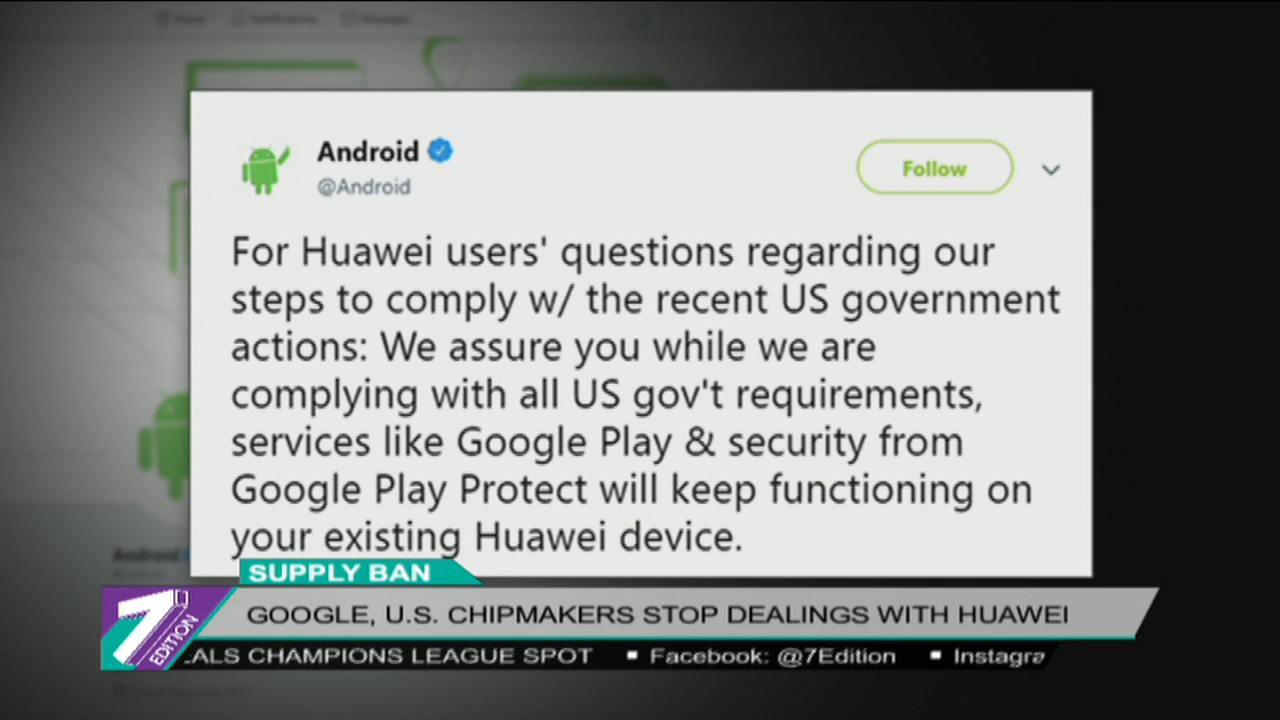 Android
@Android
Follow
For Huawei users' questions regarding our
steps to comply w/ the recent US government
actions: We assure you while we are
complying with all US gov't requirements,
services like Google Play & security from
Google Play Protect will keep functioning on
your existing Huawei device.
SUPPLY BAN
GOOGLE, U.S. CHIPMAKERS STOP DEALINGS WITH HUAWEI
7 EDITION
ALS CHAMPIONS LEAGUE SPOT ▪ Facebook: @7Edition ▪ Instagra
Android